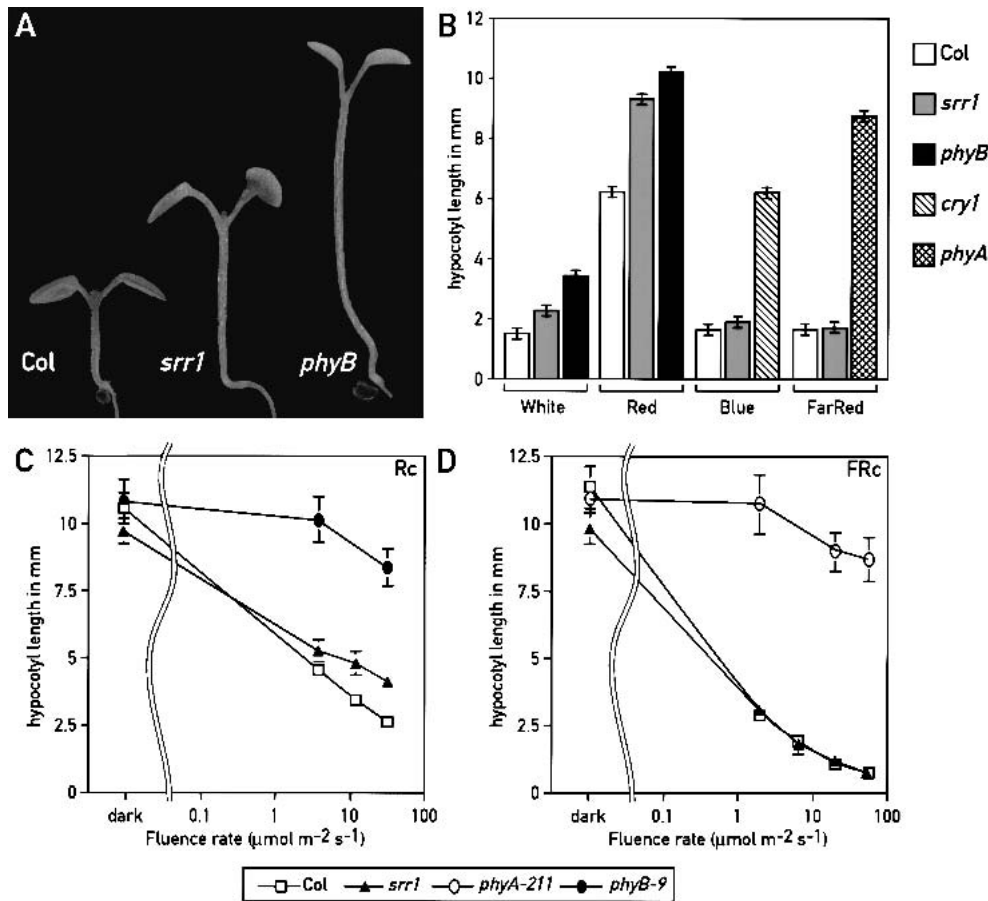 A
Col
srr1
phyB
B
12
10
8
6
4
2
0
hypocotyl length in mm
White
Red
Blue
FarRed
Col
srr1
phyB
cry1
phyA
C
Rc
12.5
10
7.5
5
2.5
0
hypocotyl length in mm
dark
0.1
1
10
100
Fluence rate (μmol m⁻² s⁻¹)
D
FRc
12.5
10
7.5
5
2.5
0
hypocotyl length in mm
dark
0.1
1
10
100
Fluence rate (μmol m⁻² s⁻¹)
Col srr1 phyA-211 phyB-9